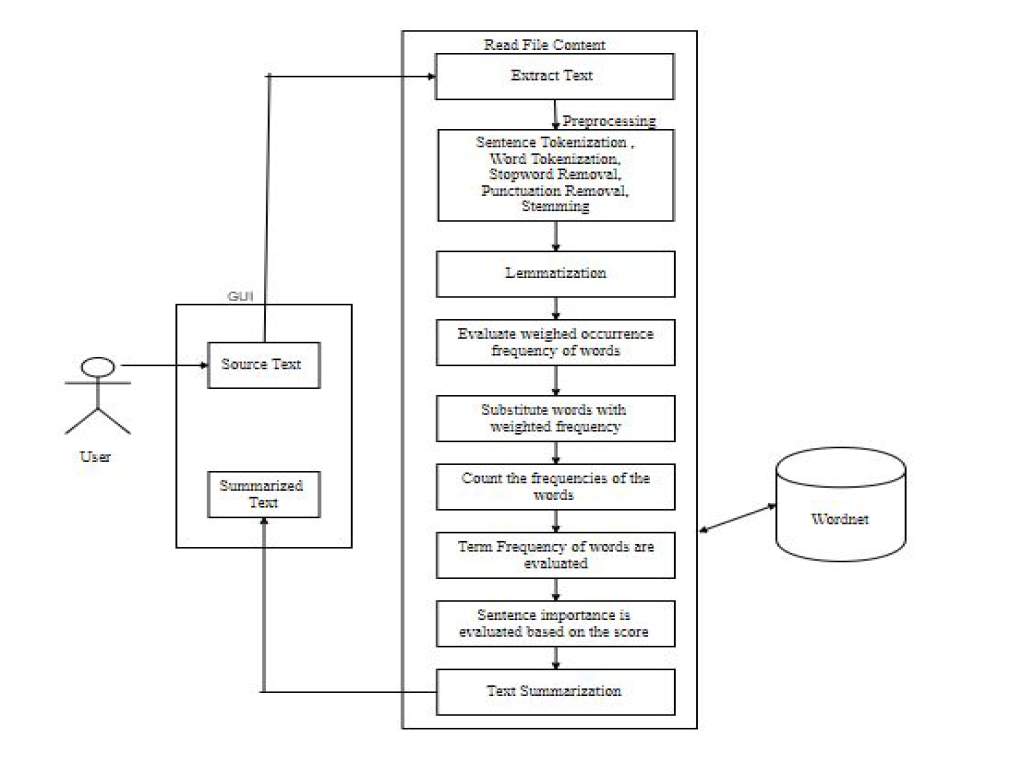 Read File Content
Extract Text
Preprocessing
Sentence Tokenization ,
Word Tokenization,
Stopword Removal,
Punctuation Removal,
Stemming
Lemmatization
Evaluate weighed occurrence
frequency of words
Substitute words with
weighted frequency
Count the frequencies of the
words
Term Frequency of words are
evaluated
Sentence importance is
evaluated based on the score
Text Summarization
GUI
Source Text
Summarized
Text
User
Wordnet